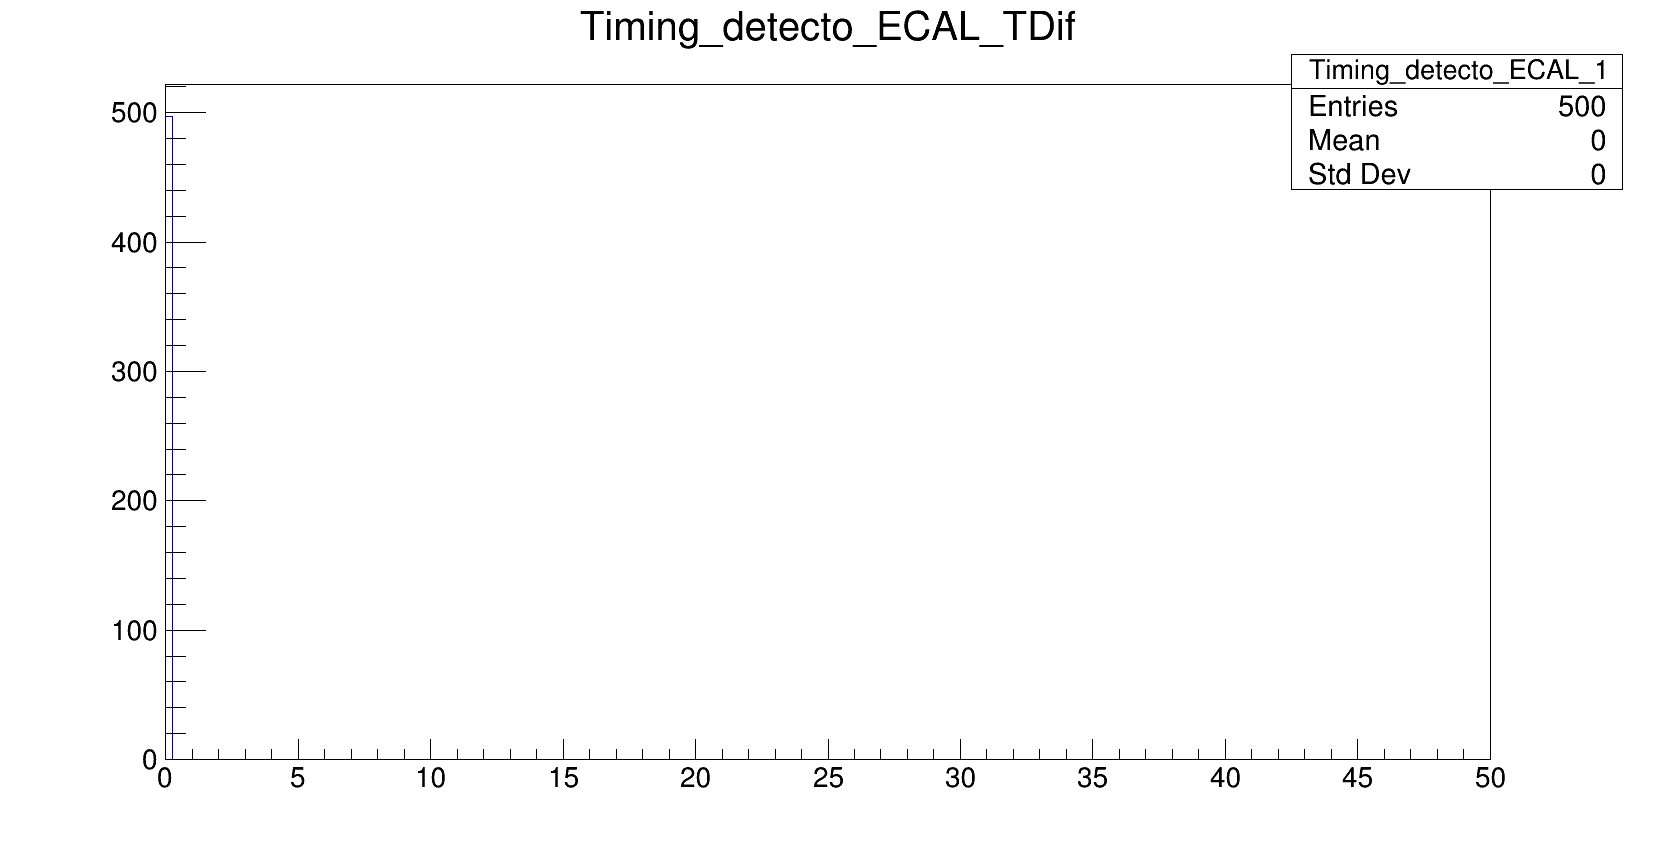 Timing_detecto_ECAL_TDif
Timing_detecto_ECAL_1
Entries 500
Mean 0
Std Dev 0
500
400
300
200
100
0
0 5 10 15 20 25 30 35 40 45 50